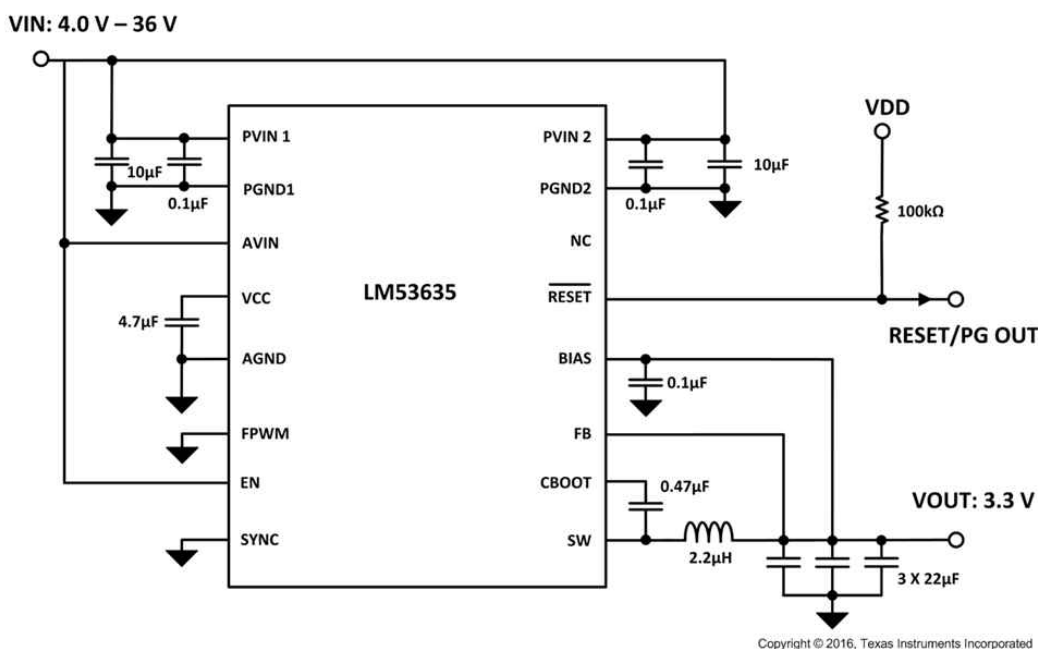 VIN: 4.0 V – 36 V
VDD
PVIN 1
PVIN 2
10µF
0.1µF
PGND1
PGND2
0.1µF
10µF
100kΩ
AVIN
NC
LM53635
VCC
RESET
4.7µF
RESET/PG OUT
AGND
BIAS
0.1µF
FPWM
FB
EN
CBOOT
0.47µF
VOUT: 3.3 V
SYNC
SW
2.2µH
3 X 22µF
Copyright © 2016, Texas Instruments Incorporated